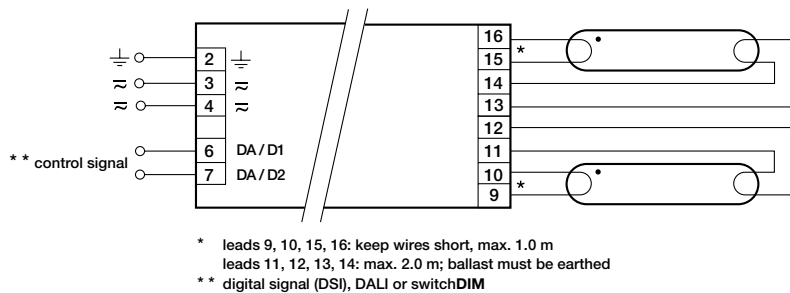 16
* 15
2
3
14
4
13
12
6 DA / D1
11
* * control signal
7 DA / D2
10
* 9
* leads 9, 10, 15, 16: keep wires short, max. 1.0 m
leads 11, 12, 13, 14: max. 2.0 m; ballast must be earthed
* * digital signal (DSI), DALI or switchDIM